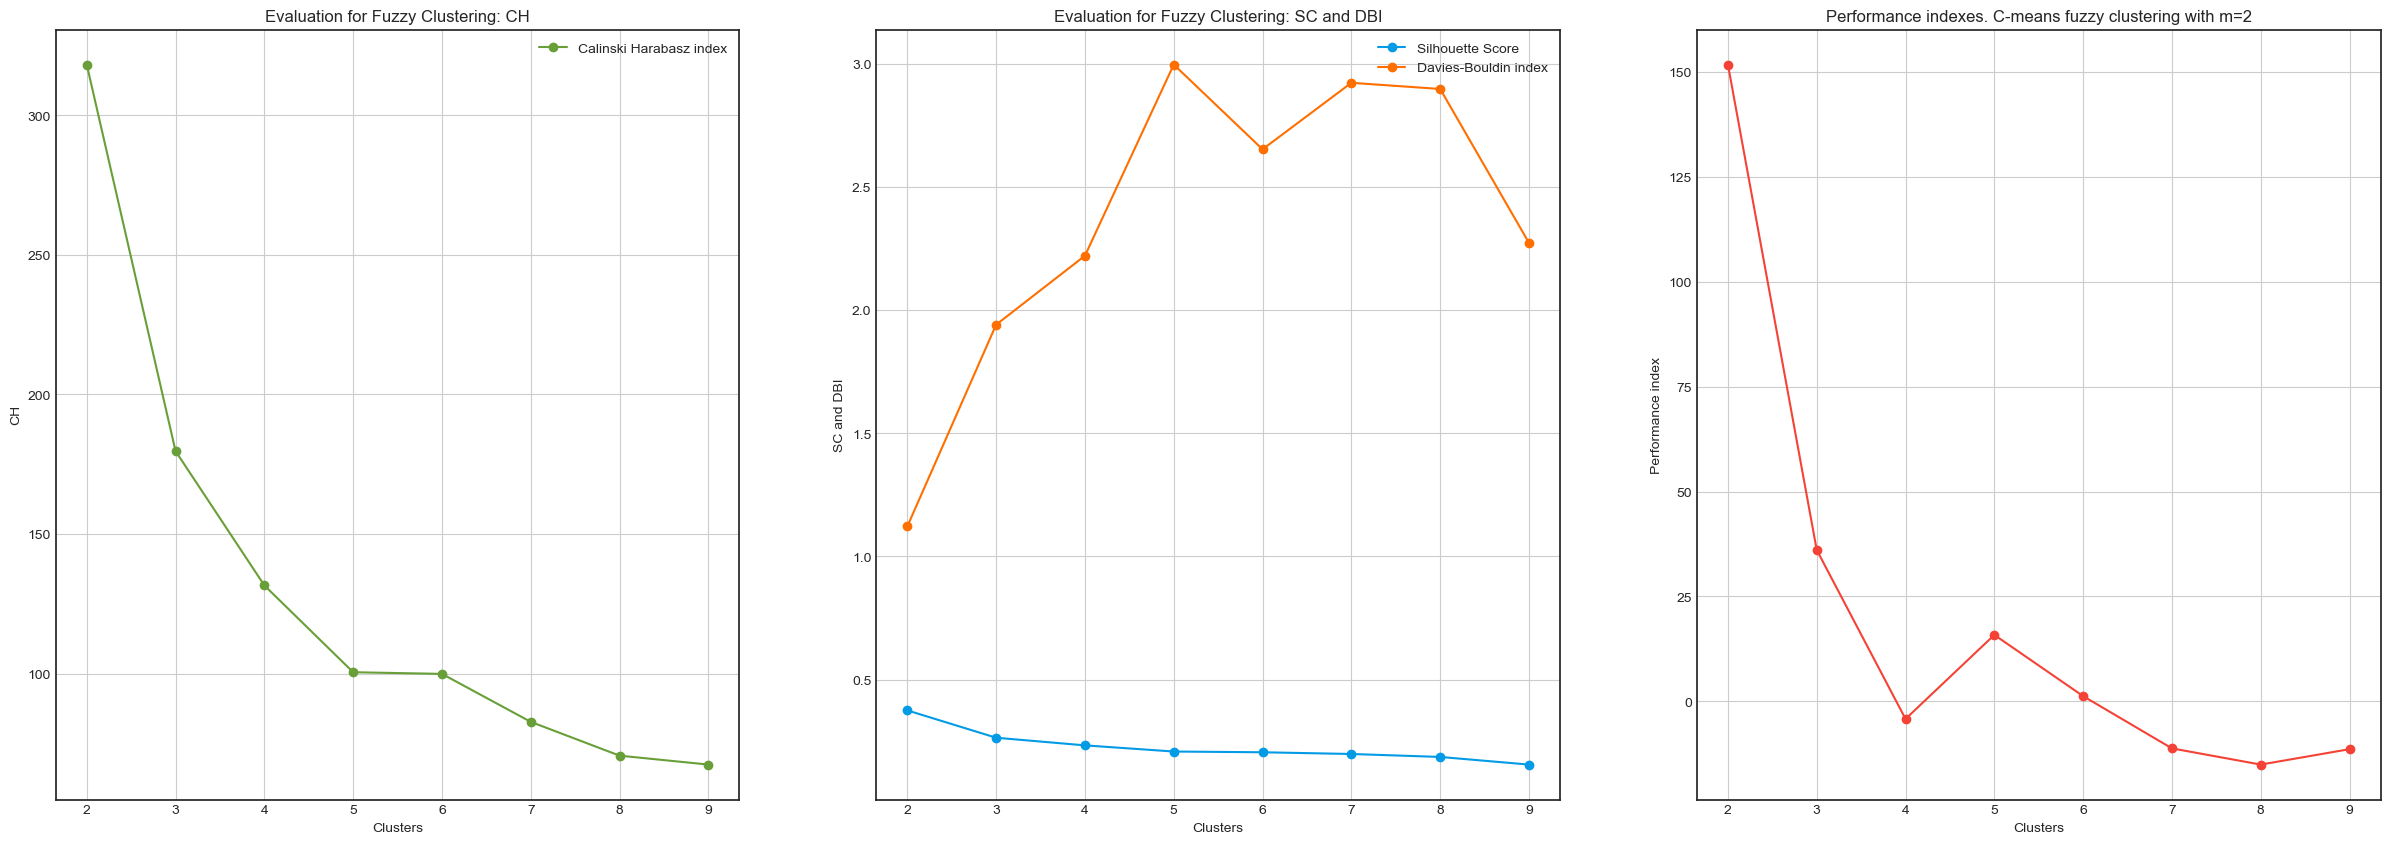 Evaluation for Fuzzy Clustering: CH
Calinski Harabasz index
300
250
200
150
100
CH
2 3 4 5 6 7 8 9
Clusters
Evaluation for Fuzzy Clustering: SC and DBI
Silhouette Score
Davies-Bouldin index
3.0
2.5
2.0
1.5
1.0
0.5
SC and DBI
2 3 4 5 6 7 8 9
Clusters
Performance indexes. C-means fuzzy clustering with m=2
150
125
100
75
50
25
0
Performance index
2 3 4 5 6 7 8 9
Clusters